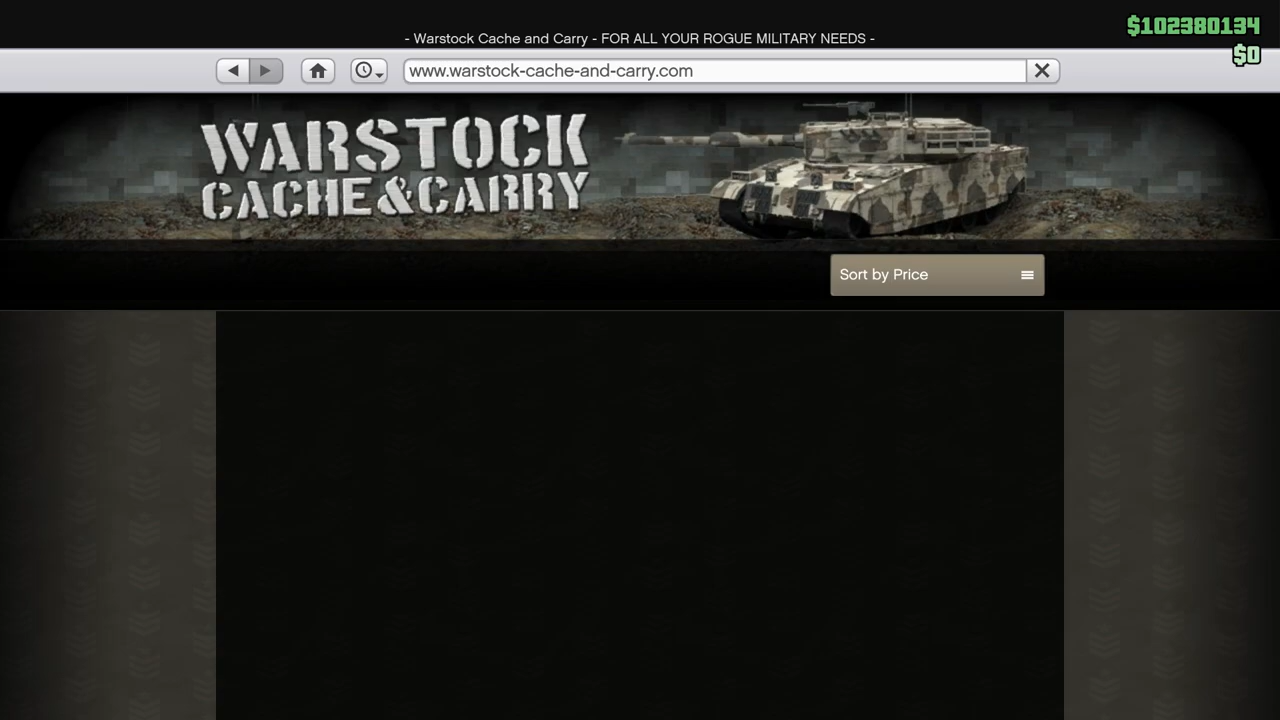 $102380134
- Warstock Cache and Carry - FOR ALL YOUR ROGUE MILITARY NEEDS -
$0
www.warstock-cache-and-carry.com
WARSTOCK
CACHE&CARRY
Sort by Price